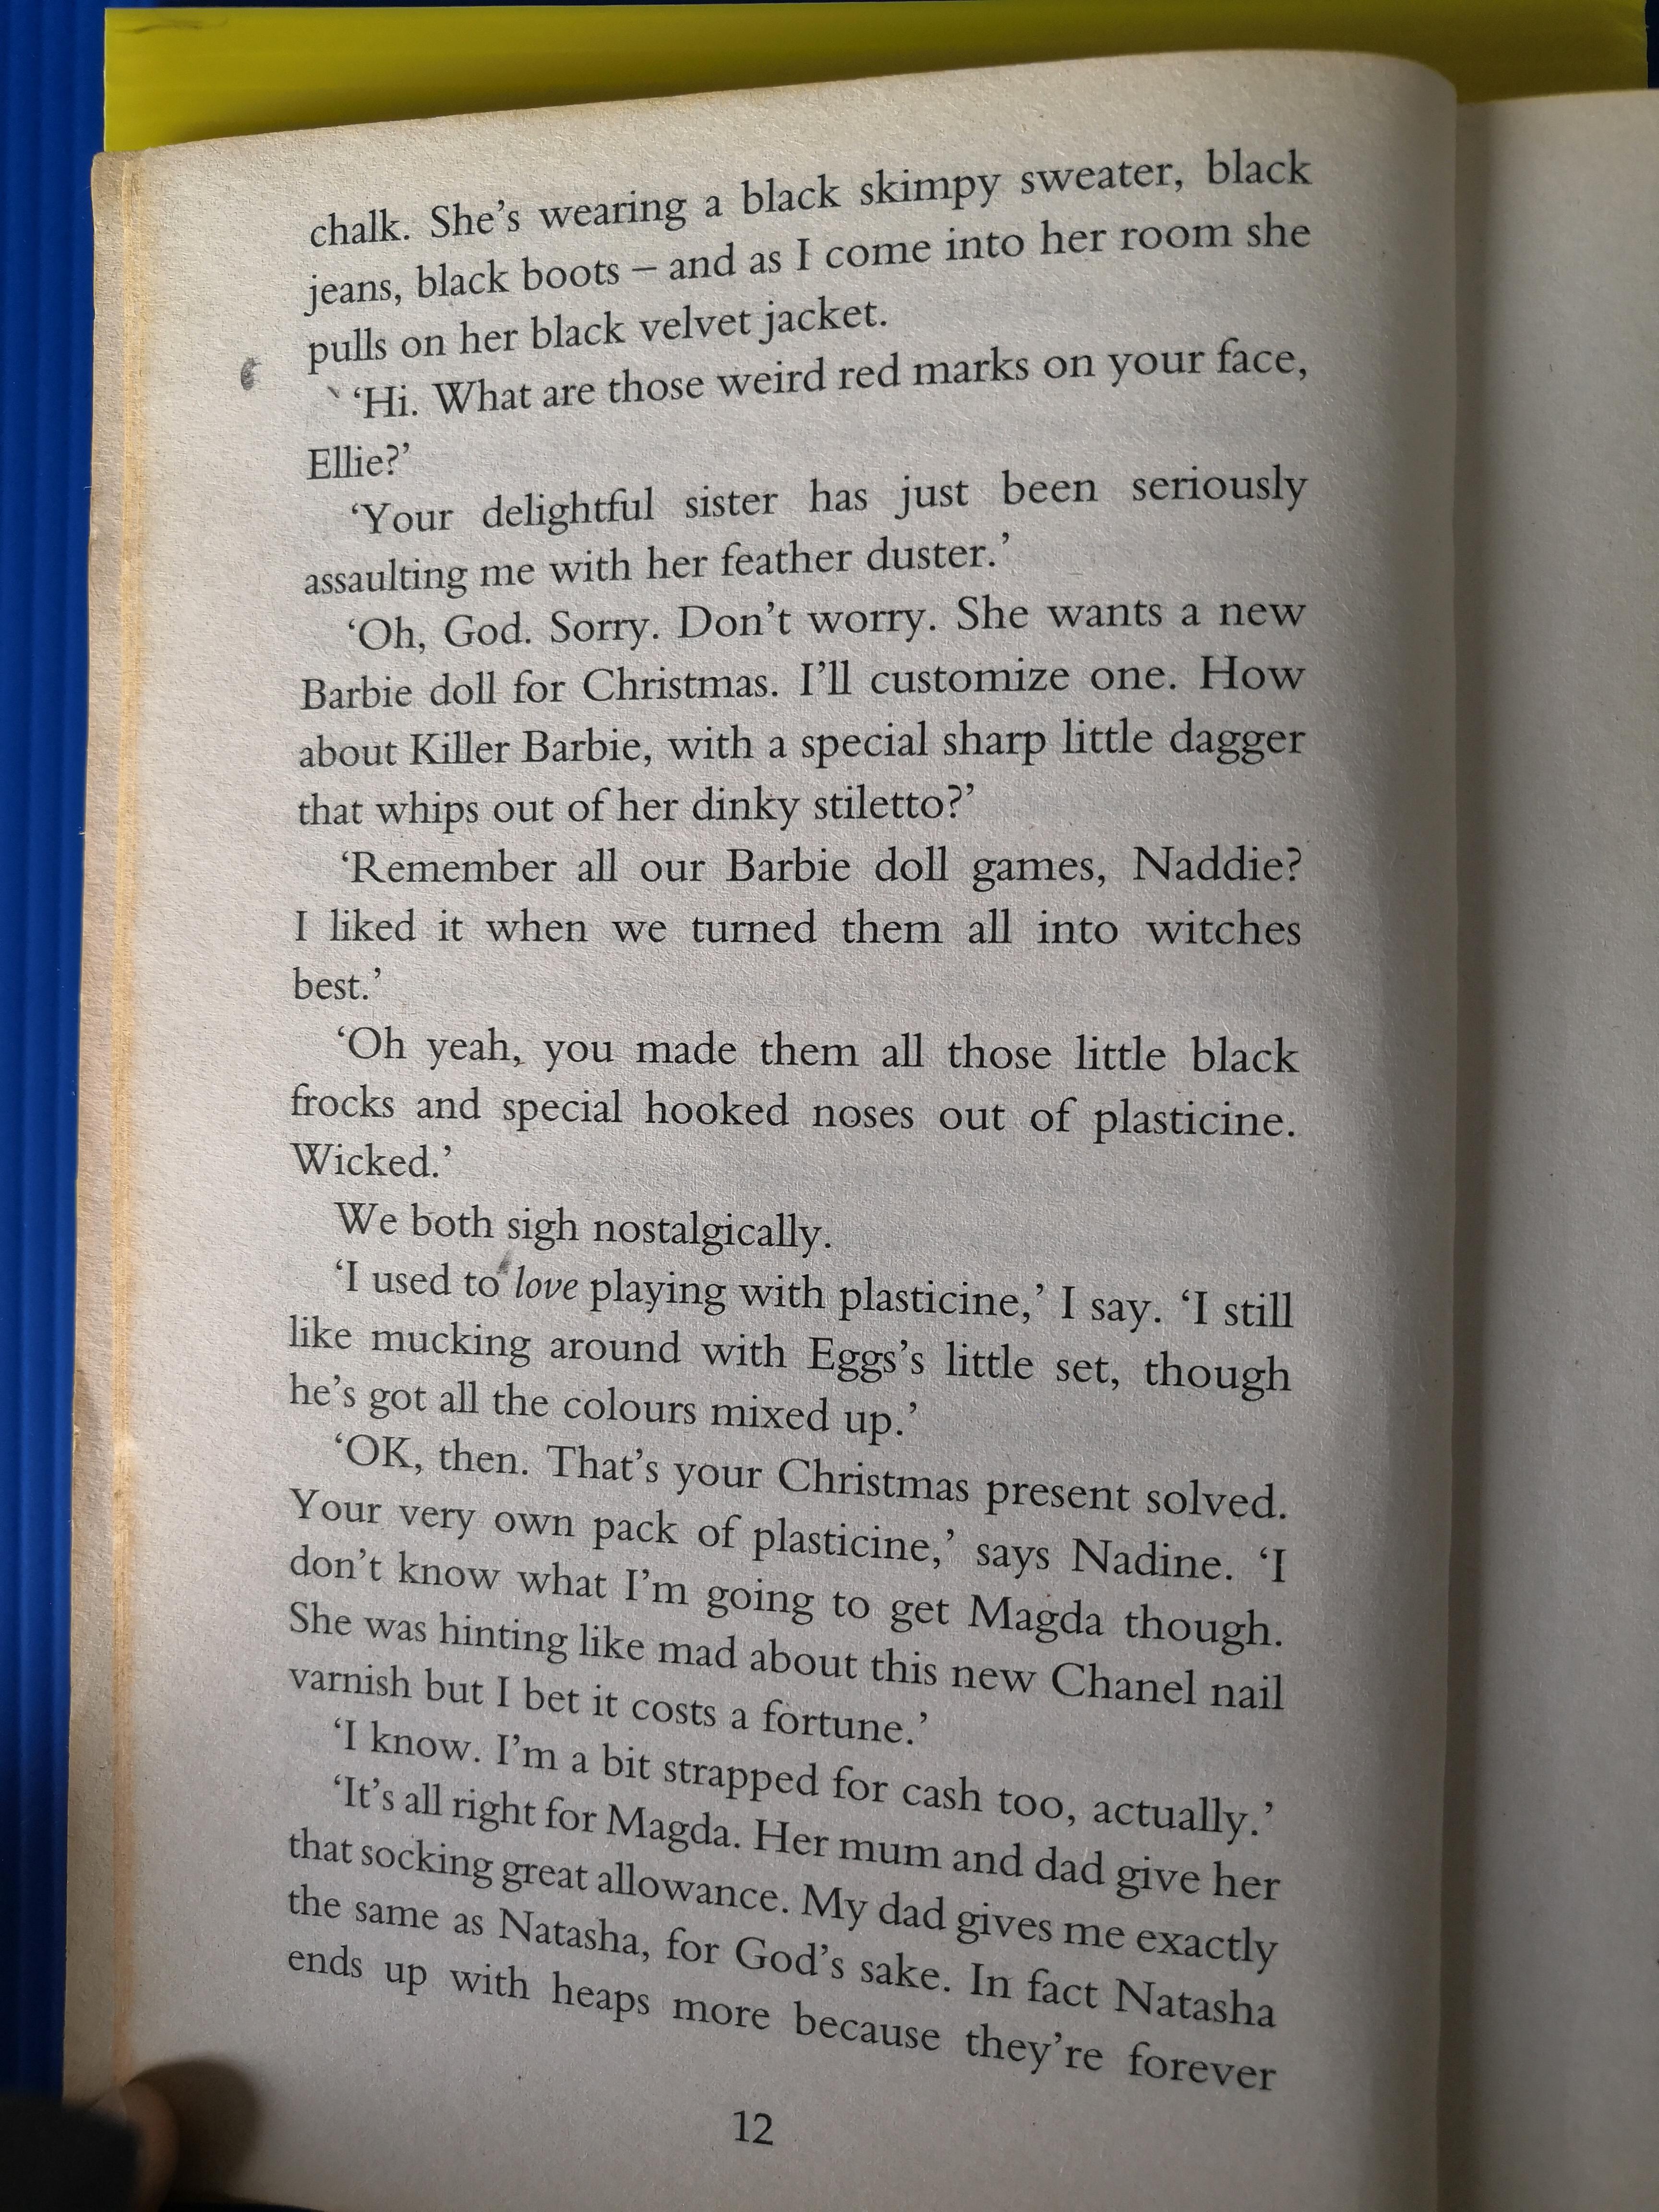 chalk. She's wearing a black skimpy sweater, black
jeans, black boots – and as I come into her room she
pulls on her black velvet jacket.
‘Hi. What are those weird red marks on your face,
Ellie?’
‘Your delightful sister has just been seriously
assaulting me with her feather duster.’
‘Oh, God. Sorry. Don’t worry. She wants a new
Barbie doll for Christmas. I’ll customize one. How
about Killer Barbie, with a special sharp little dagger
that whips out of her dinky stiletto?’
‘Remember all our Barbie doll games, Naddie?
I liked it when we turned them all into witches
best.’
‘Oh yeah, you made them all those little black
frocks and special hooked noses out of plasticine.
Wicked.’
We both sigh nostalgically.
‘I used to love playing with plasticine,’ I say. ‘I still
like mucking around with Eggs’s little set, though
he’s got all the colours mixed up.’
‘OK, then. That’s your Christmas present solved.
Your very own pack of plasticine,’ says Nadine. ‘I
don’t know what I’m going to get Magda though.
She was hinting like mad about this new Chanel nail
varnish but I bet it costs a fortune.’
‘I know. I’m a bit strapped for cash too, actually.’
‘It’s all right for Magda. Her mum and dad give her
that socking great allowance. My dad gives me exactly
the same as Natasha, for God’s sake. In fact Natasha
ends up with heaps more because they’re forever
12